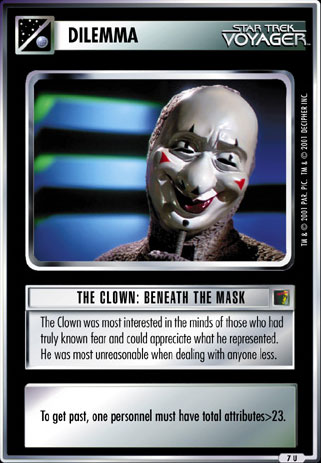 DILEMMA
STAR TREK
VOYAGER™
TM & © 2001 PAR. PIC. TM & © 2001 DECIPHER INC.
THE CLOWN: BENEATH THE MASK
The Clown was most interested in the minds of those who had
truly known fear and could appreciate what he represented.
He was most unreasonable when dealing with anyone less.
To get past, one personnel must have total attributes>23.
7 U